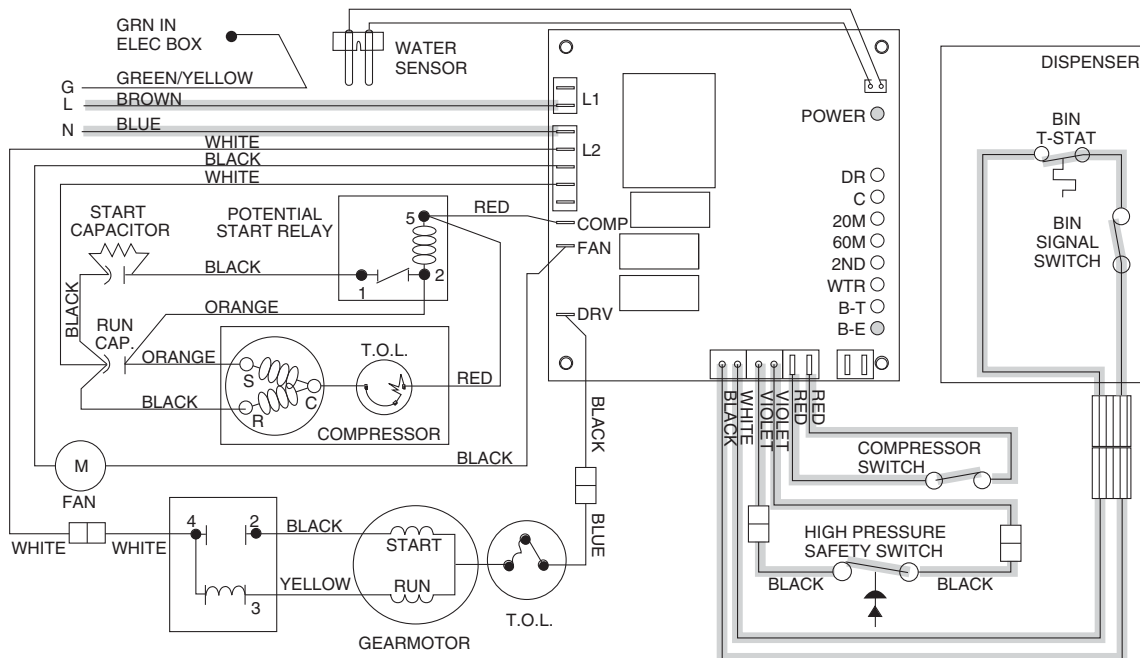 GRN IN
ELEC BOX
WATER
SENSOR
DISPENSER
G
GREEN/YELLOW
L
BROWN
L1
POWER
N
BLUE
WHITE
L2
BLACK
WHITE
BIN
T-STAT
DR
C
20M
60M
2ND
WTR
B-T
B-E
BIN
SIGNAL
SWITCH
START
CAPACITOR
POTENTIAL
START RELAY
5
RED
COMP
FAN
BLACK
1
2
DRV
BLACK
ORANGE
RUN
CAP.
ORANGE
T.O.L.
S
C
R
RED
BLACK
COMPRESSOR
BLACK
WHITE
VIOLET
VIOLET
RED
RED
BLACK
COMPRESSOR
SWITCH
M
FAN
BLACK
4
2
BLACK
START
BLUE
WHITE
WHITE
HIGH PRESSURE
SAFETY SWITCH
YELLOW
RUN
3
BLACK
BLACK
T.O.L.
GEARMOTOR